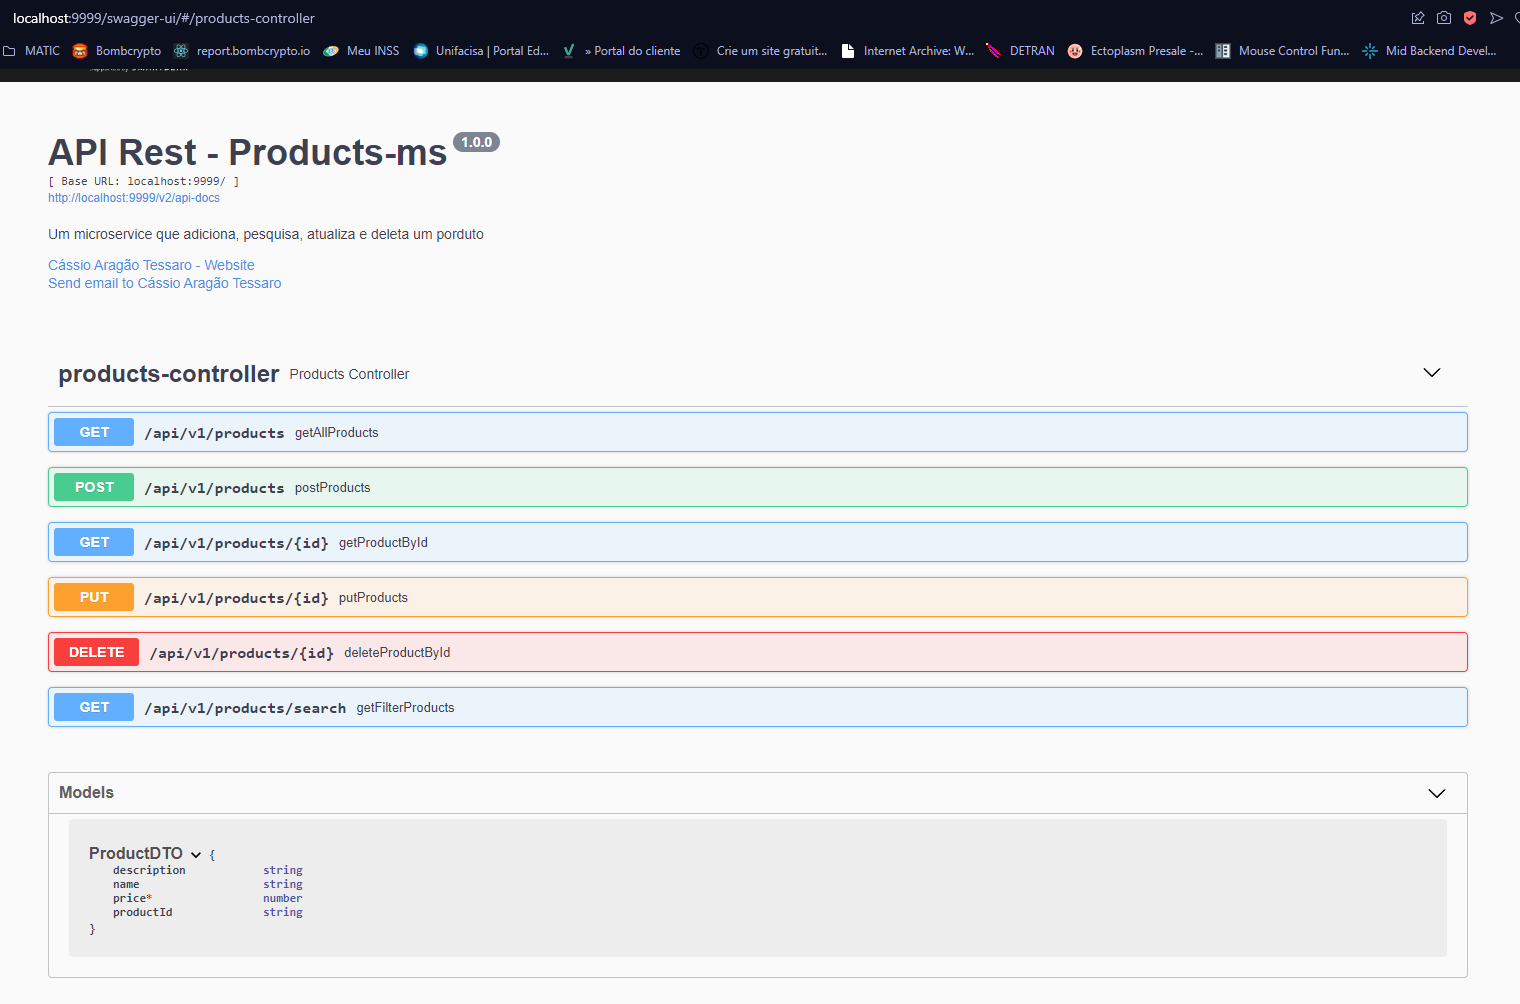 localhost:9999/swagger-ui/#/products-controller
MATIC Bombcrypto report.bombcrypto.io Meu INSS Unifacisa | Portal Ed... » Portal do cliente Crie um site gratuit... Internet Archive: W... DETRAN Ectoplasm Presale -... Mouse Control Fun... Mid Backend Devel...
API Rest - Products-ms 1.0.0
[ Base URL: localhost:9999/ ]
http://localhost:9999/v2/api-docs
Um microservice que adiciona, pesquisa, atualiza e deleta um porduto
Cássio Aragão Tessaro - Website
Send email to Cássio Aragão Tessaro
products-controller Products Controller
GET /api/v1/products getAllProducts
POST /api/v1/products postProducts
GET /api/v1/products/{id} getProductById
PUT /api/v1/products/{id} putProducts
DELETE /api/v1/products/{id} deleteProductById
GET /api/v1/products/search getFilterProducts
Models
ProductDTO {
description string
name string
price* number
productId string
}